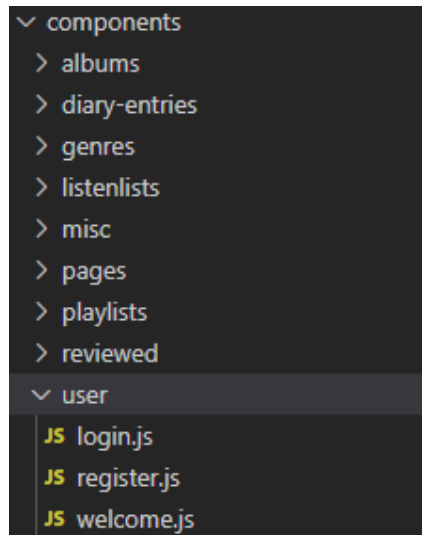 components
albums
diary-entries
genres
listenlists
misc
pages
playlists
reviewed
user
JS login.js
JS register.js
JS welcome.js